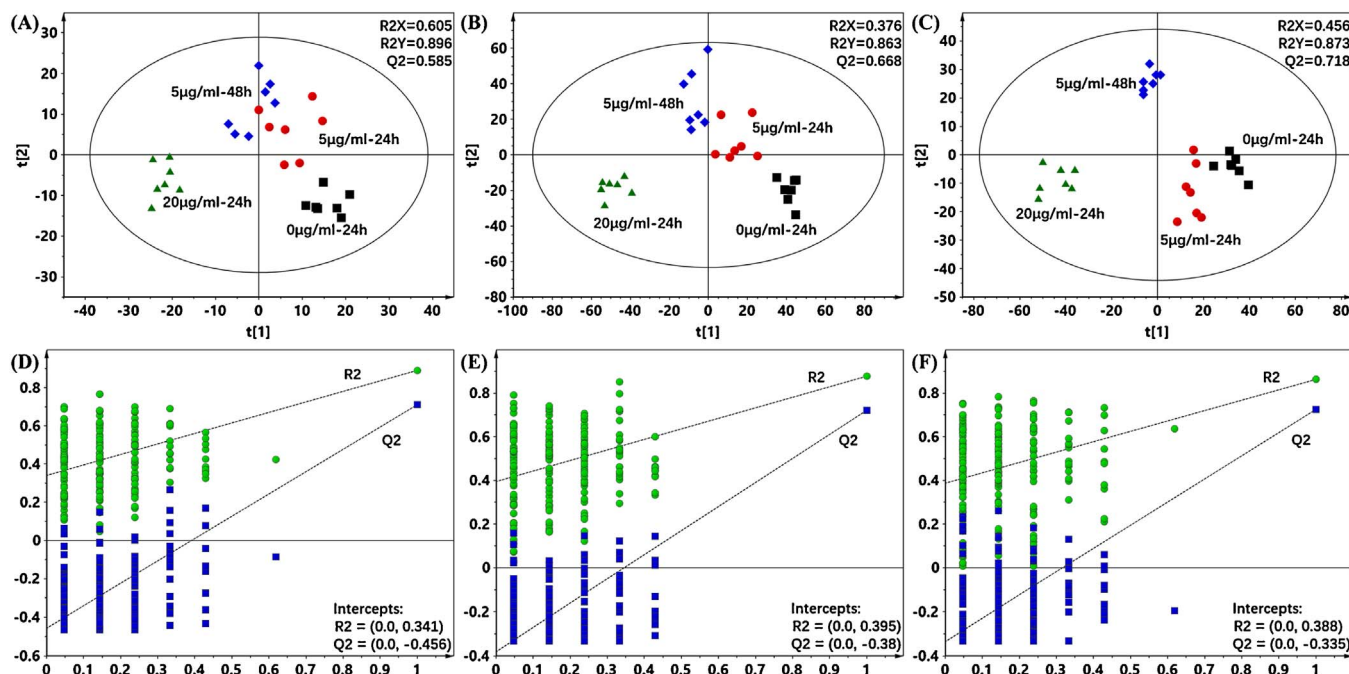 (A)
R2X=0.605
R2Y=0.896
Q2=0.585
30
20
10
0
-10
-20
-30
t[2]
5μg/ml-48h
5μg/ml-24h
20μg/ml-24h
0μg/ml-24h
-40 -30 -20 -10 0 10 20 30 40
t[1]
(B)
R2X=0.376
R2Y=0.863
Q2=0.668
60
40
20
0
-20
-40
-60
-80
t[2]
5μg/ml-48h
5μg/ml-24h
20μg/ml-24h
0μg/ml-24h
-100 -80 -60 -40 -20 0 20 40 60 80 100
t[1]
(C)
R2X=0.456
R2Y=0.873
Q2=0.718
50
40
30
20
10
0
-10
-20
-30
-40
-50
t[2]
5μg/ml-48h
0μg/ml-24h
20μg/ml-24h
5μg/ml-24h
-80 -60 -40 -20 0 20 40 60 80
t[1]
(D)
0.8
0.6
0.4
0.2
0
-0.2
-0.4
-0.6
R2
Q2
Intercepts:
R2 = (0.0, 0.341)
Q2 = (0.0, -0.456)
0 0.1 0.2 0.3 0.4 0.5 0.6 0.7 0.8 0.9 1
(E)
0.8
0.6
0.4
0.2
0
-0.2
-0.4
R2
Q2
Intercepts:
R2 = (0.0, 0.395)
Q2 = (0.0, -0.38)
0 0.1 0.2 0.3 0.4 0.5 0.6 0.7 0.8 0.9 1
(F)
0.8
0.6
0.4
0.2
0
-0.2
-0.4
R2
Q2
Intercepts:
R2 = (0.0, 0.388)
Q2 = (0.0, -0.335)
0 0.1 0.2 0.3 0.4 0.5 0.6 0.7 0.8 0.9 1